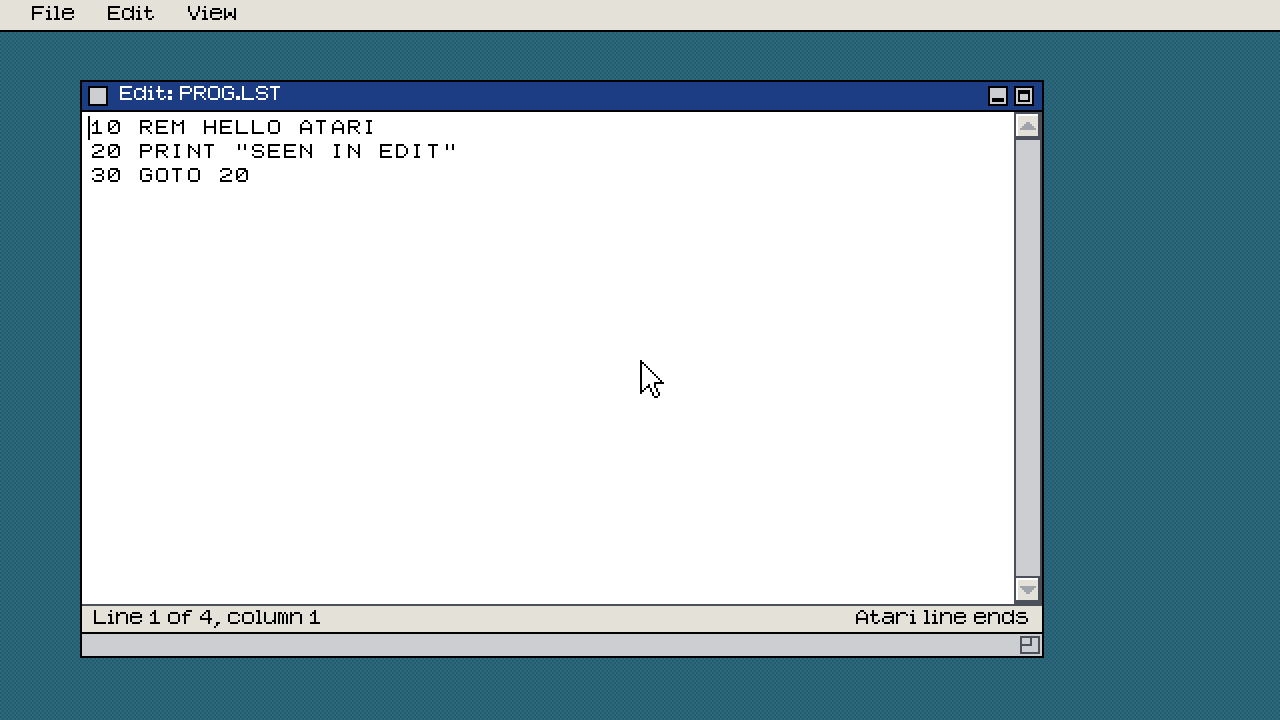 File Edit View
Edit: PROG.LST
10 REM HELLO ATARI
20 PRINT "SEEN IN EDIT"
30 GOTO 20
Line 1 of 4, column 1
Atari line ends